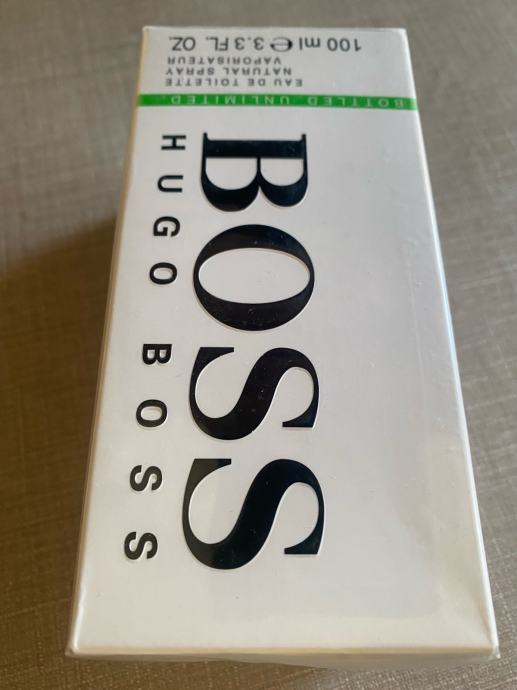 BOSS
HUGO BOSS
BOTTLED. UNLIMITED.
EAU DE TOILETTE
NATURAL SPRAY
VAPORISATEUR
100 ml ℮ 3.3 FL. OZ.